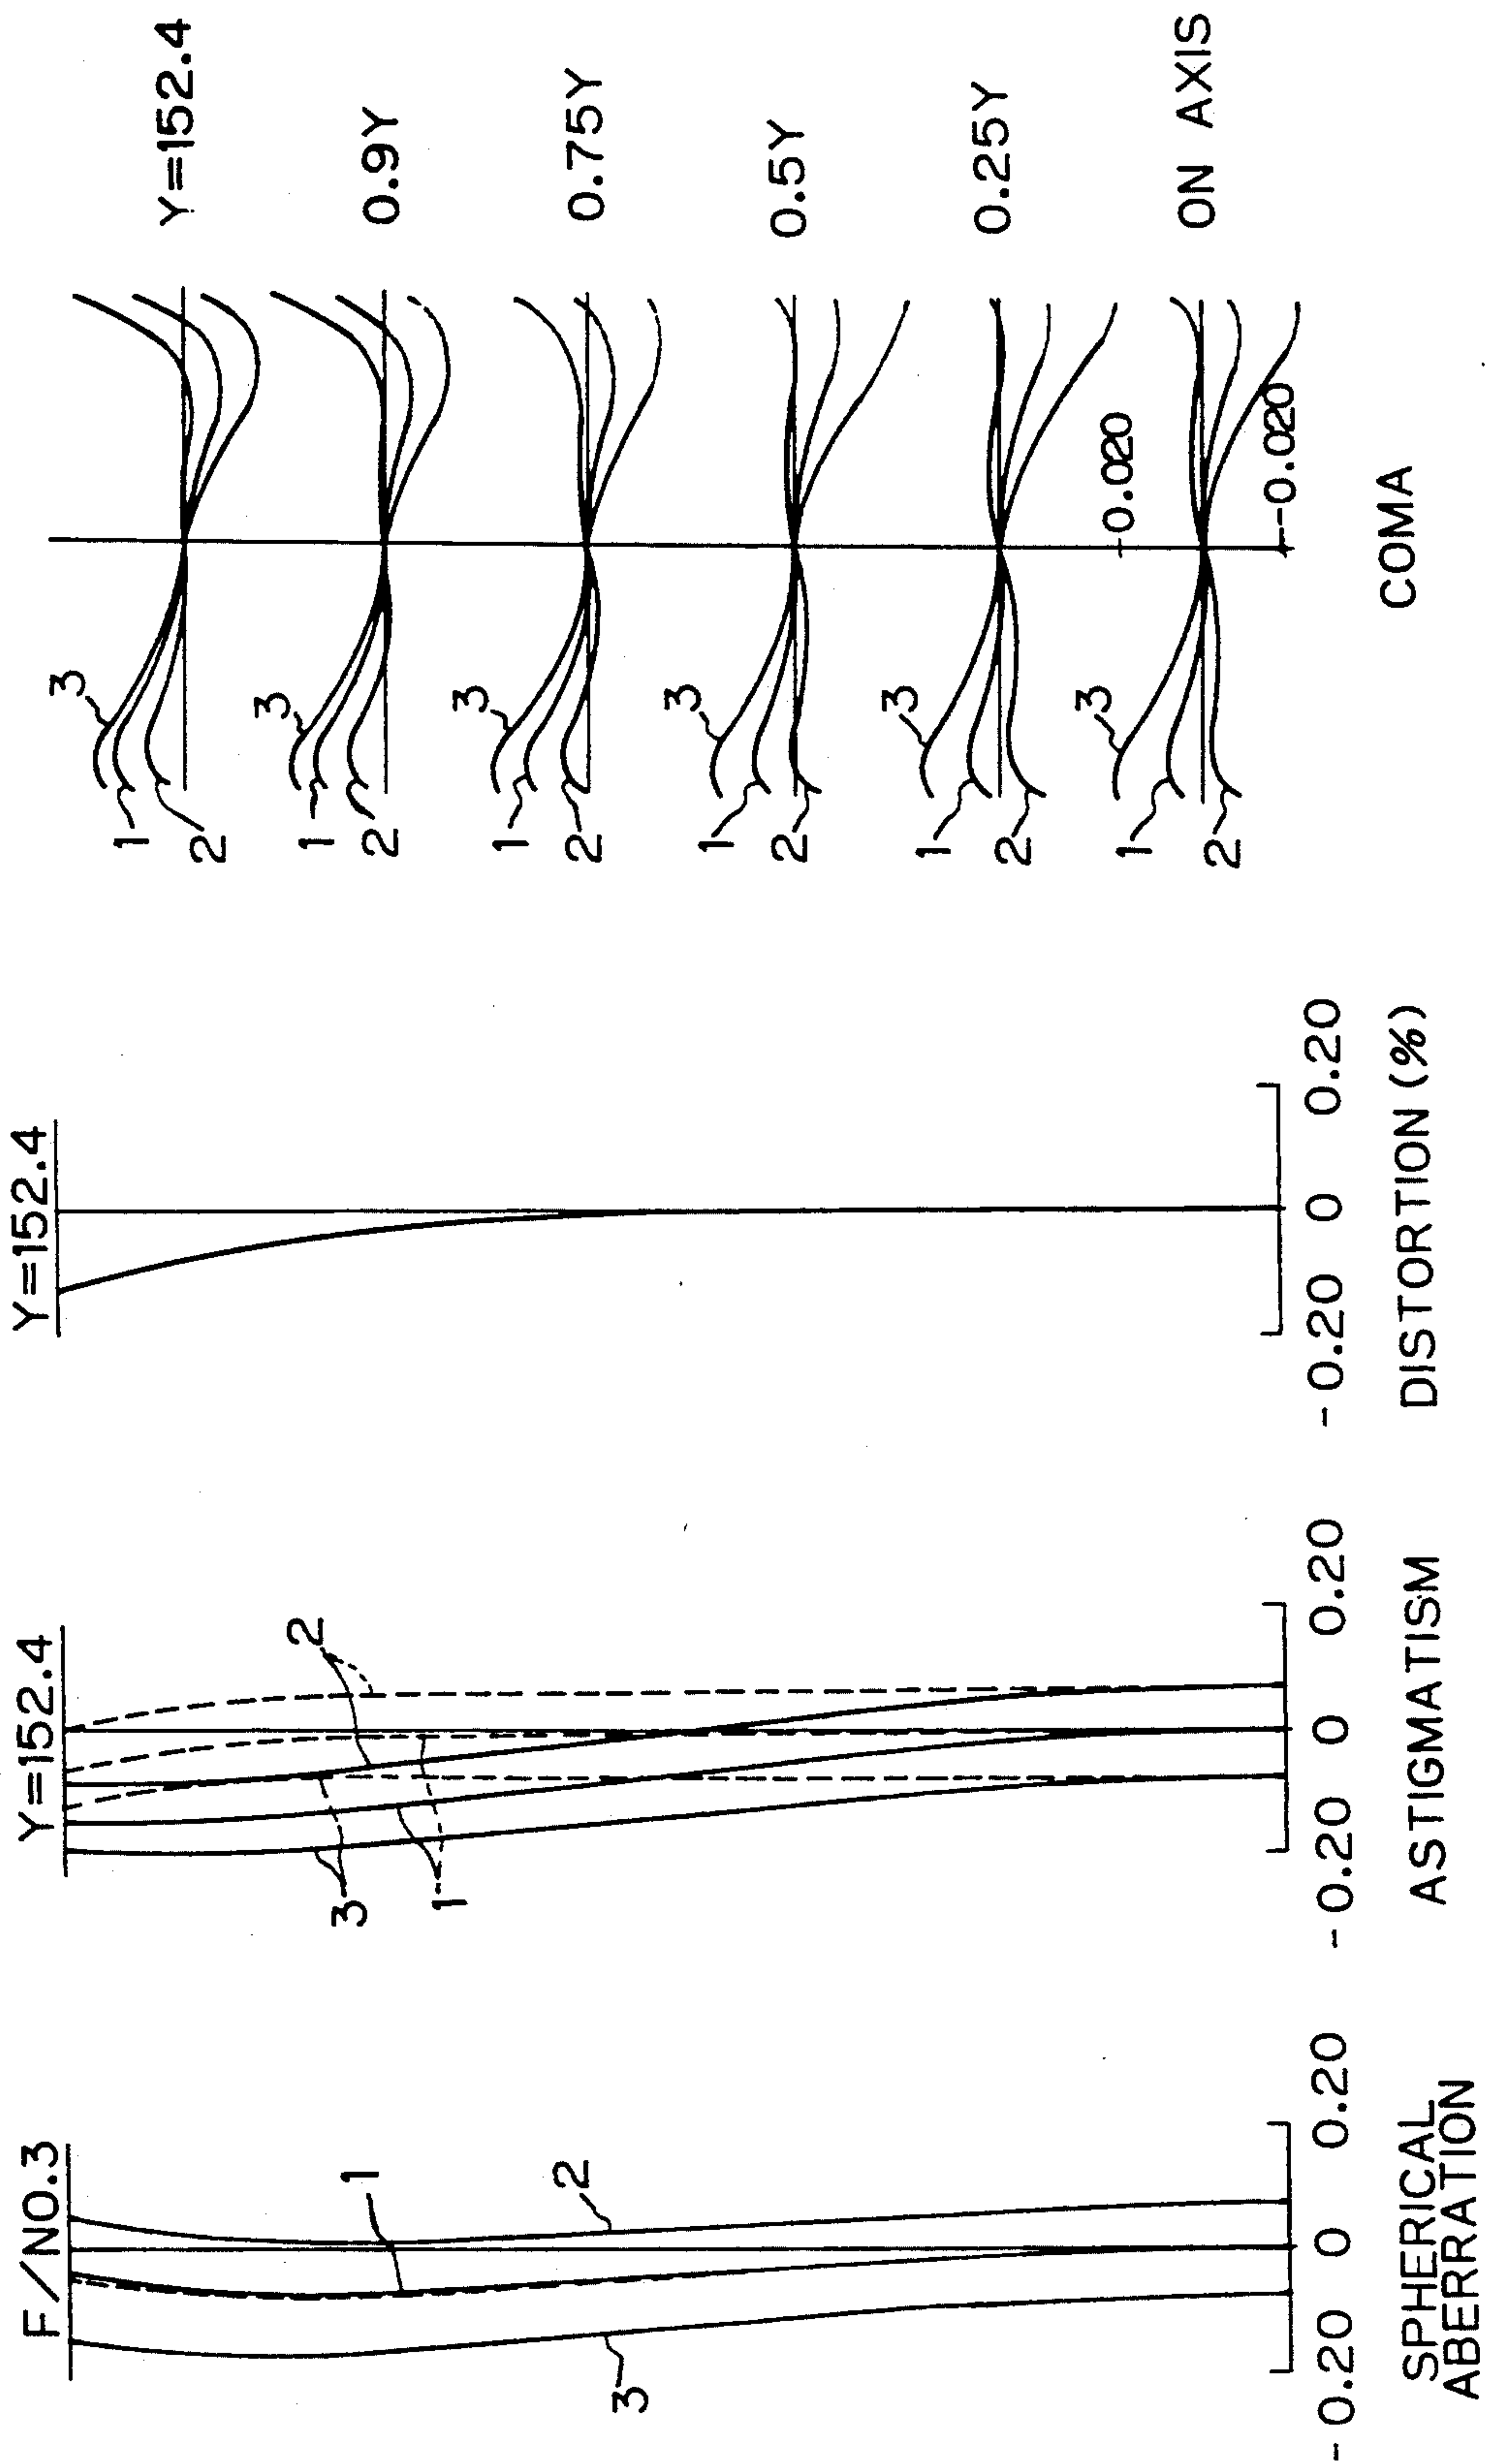 F/NO.3
1
2
3
-0.20 0 0.20
SPHERICAL
ABERRATION
Y=152.4
2
3
1
-0.20 0 0.20
ASTIGMATISM
Y=152.4
-0.20 0 0.20
DISTORTION (%)
3
1
2
Y=152.4
3
1
2
0.9Y
3
1
2
0.75Y
3
1
2
0.5Y
3
1
2
0.25Y
0.020
3
1
2
ON AXIS
-0.020
COMA